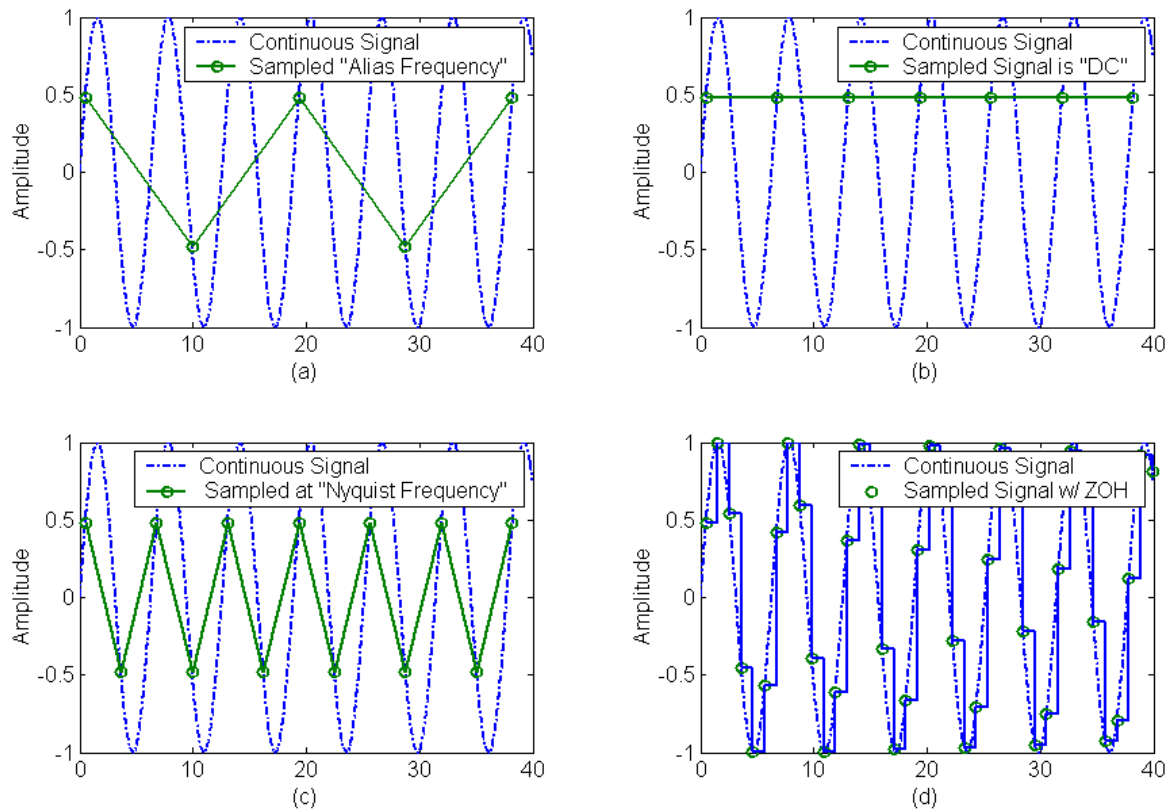 Continuous Signal
Sampled "Alias Frequency"
1
0.5
0
-0.5
-1
Amplitude
0 10 20 30 40
(a)
Continuous Signal
Sampled Signal is "DC"
1
0.5
0
-0.5
-1
Amplitude
0 10 20 30 40
(b)
Continuous Signal
Sampled at "Nyquist Frequency"
1
0.5
0
-0.5
-1
Amplitude
0 10 20 30 40
(c)
Continuous Signal
Sampled Signal w/ ZOH
1
0.5
0
-0.5
-1
Amplitude
0 10 20 30 40
(d)